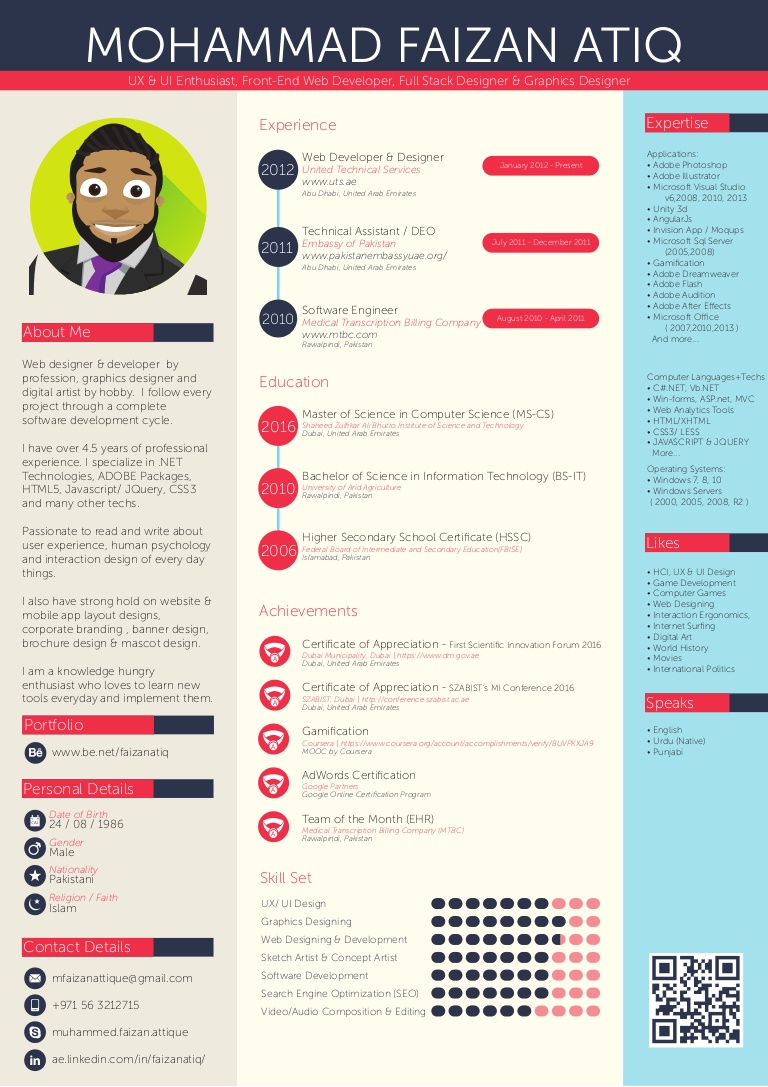 MOHAMMAD FAIZAN ATIQ
UX & UI Enthusiast, Front-End Web Developer, Full Stack Designer & Graphics Designer
About Me
Web designer & developer by
profession, graphics designer and
digital artist by hobby. I follow every
project through a complete
software development cycle.
I have over 4.5 years of professional
experience. I specialize in .NET
Technologies, ADOBE Packages,
HTML5, Javascript/ JQuery, CSS3
and many other techs.
Passionate to read and write about
user experience, human psychology
and interaction design of every day
things.
I also have strong hold on website &
mobile app layout designs,
corporate branding , banner design,
brochure design & mascot design.
I am a knowledge hungry
enthusiast who loves to learn new
tools everyday and implement them.
Portfolio
Bē www.be.net/faizanatiq
Personal Details
Date of Birth
24 / 08 / 1986
Gender
Male
Nationality
Pakistani
Religion / Faith
Islam
Contact Details
mfaizanattique@gmail.com
+971 56 3212715
muhammed.faizan.attique
in ae.linkedin.com/in/faizanatiq/
Experience
2012
Web Developer & Designer
January 2012 - Present
United Technical Services
www.uts.ae
Abu Dhabi, United Arab Emirates
2011
Technical Assistant / DEO
July 2011 - December 2011
Embassy of Pakistan
www.pakistanembassyuae.org/
Abu Dhabi, United Arab Emirates
2010
Software Engineer
August 2010 - April 2011
Medical Transcription Billing Company
www.mtbc.com
Rawalpindi, Pakistan
Education
2016
Master of Science in Computer Science (MS-CS)
Shaheed Zulfikar Ali Bhutto Institute of Science and Technology
Dubai, United Arab Emirates
2010
Bachelor of Science in Information Technology (BS-IT)
University of Arid Agriculture
Rawalpindi, Pakistan
2006
Higher Secondary School Certificate (HSSC)
Federal Board of Intermediate and Secondary Education(FBISE)
Islamabad, Pakistan
Achievements
Certificate of Appreciation - First Scientific Innovation Forum 2016
Dubai Municipality, Dubai | https://www.dm.gov.ae
Dubai, United Arab Emirates
Certificate of Appreciation - SZABIST's MI Conference 2016
SZABIST, Dubai | http://conference.szabist.ac.ae
Dubai, United Arab Emirates
Gamification
Coursera | https://www.coursera.org/account/accomplishments/verify/8UVPKXJA9
MOOC by Coursera
AdWords Certification
Google Partners
Google Online Certification Program
Team of the Month (EHR)
Medical Transcription Billing Company (MTBC)
Rawalpindi, Pakistan
Skill Set
UX/ UI Design
Graphics Designing
Web Designing & Development
Sketch Artist & Concept Artist
Software Development
Search Engine Optimization (SEO)
Video/Audio Composition & Editing
Expertise
Applications:
• Adobe Photoshop
• Adobe Illustrator
• Microsoft Visual Studio
v6,2008, 2010, 2013
• Unity 3d
• AngularJs
• Invision App / Moqups
• Microsoft Sql Server
(2005,2008)
• Gamification
• Adobe Dreamweaver
• Adobe Flash
• Adobe Audition
• Adobe After Effects
• Microsoft Office
( 2007,2010,2013 )
And more...
Computer Languages+Techs
• C#.NET, Vb.NET
• Win-forms, ASP.net, MVC
• Web Analytics Tools
• HTML/XHTML
• CSS3/ LESS
• JAVASCRIPT & JQUERY
More...
Operating Systems:
• Windows 7, 8, 10
• Windows Servers
( 2000, 2005, 2008, R2 )
Likes
• HCI, UX & UI Design
• Game Development
• Computer Games
• Web Designing
• Interaction Ergonomics,
• Internet Surfing
• Digital Art
• World History
• Movies
• International Politics
Speaks
• English
• Urdu (Native)
• Punjabi